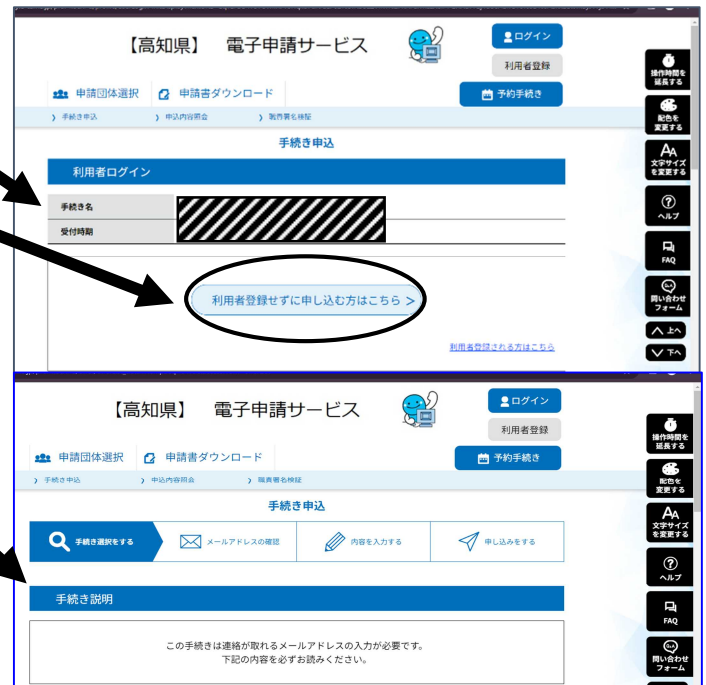 【高知県】 電子申請サービス
ログイン
利用者登録
申請団体選択 申請書ダウンロード 予約手続き
手続き申込 申込内容照会 職責署名検証
手続き申込
利用者ログイン
手続き名
受付時期
利用者登録せずに申し込む方はこちら >
利用者登録される方はこちら
操作時間を
延長する
配色を
変更する
文字サイズ
を変更する
ヘルプ
FAQ
問い合わせ
フォーム
上へ
下へ
【高知県】 電子申請サービス
ログイン
利用者登録
申請団体選択 申請書ダウンロード 予約手続き
手続き申込 申込内容照会 職責署名検証
手続き申込
手続き選択をする メールアドレスの確認 内容を入力する 申し込みをする
手続き説明
この手続きは連絡が取れるメールアドレスの入力が必要です。
下記の内容を必ずお読みください。
操作時間を
延長する
配色を
変更する
文字サイズ
を変更する
ヘルプ
FAQ
問い合わせ
フォーム